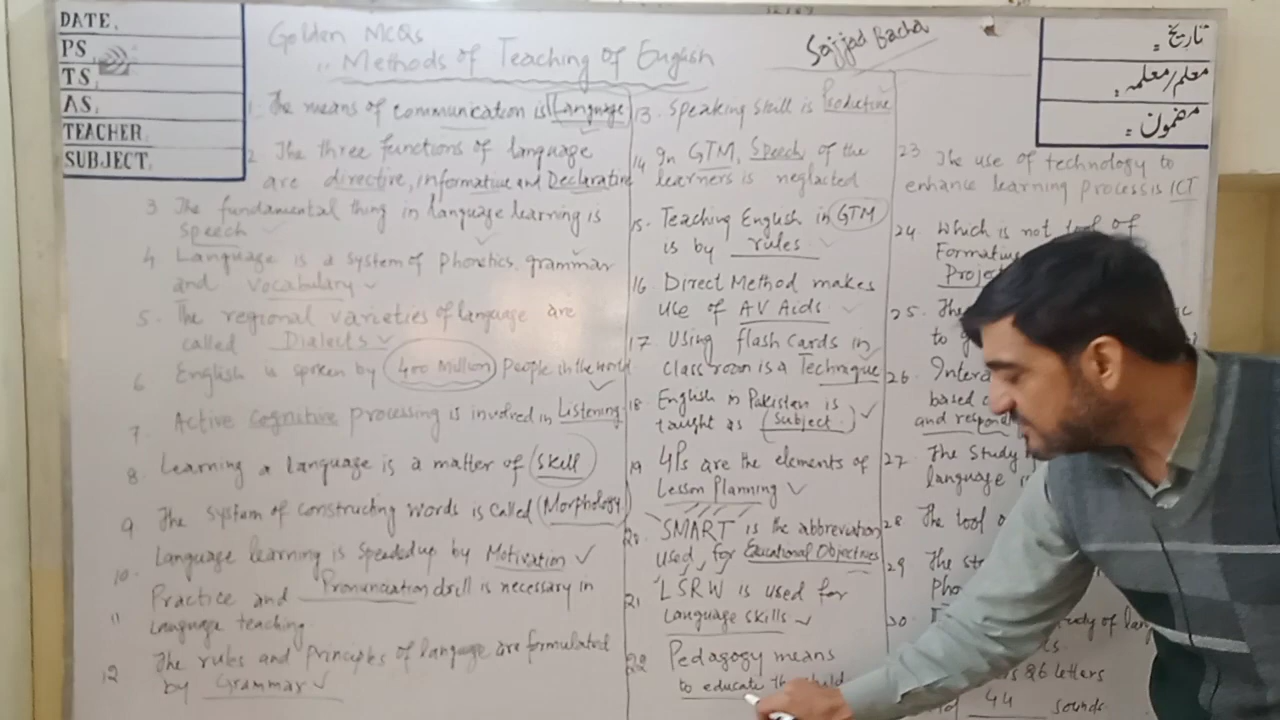 DATE.
PS
TS
AS.
TEACHER.
SUBJECT.
Golden MCQs
,, Methods of Teaching of English
Sajjad Bacha
تاریخ :
معلم/معلمہ :
مضمون :
1. The means of communication is Language
2 The three functions of language
are directive, informative and Declarative
3 The fundamental thing in language learning is
Speech
4 Language is a system of Phonetics, grammar
and vocabulary
5. The regional varieties of language are
called Dialects
6 English is spoken by 400 million People in the world
7. Active cognitive processing is involved in Listening
8. Learning a language is a matter of (skill)
9 The system of constructing words is called (Morphology)
10. Language learning is speeded up by Motivation
11 Practice and Pronunciation drill is necessary in
language teaching.
12 The rules and Principles of language are formulated
by Grammar
13. Speaking skill is Productive
14 In GTM, Speech of the
learners is neglacted
15. Teaching English in GTM
is by rules
16 Direct Method makes
use of AV Aids
17 Using flash cards in
classroom is a Technique
18 English in Pakistan is
taught as (subject.)
19 4Ps are the elements of
Lesson Planning
20. SMART is the abbreviation
used for Educational Objectives
21 LSRW is used for
Language skills
22 Pedagogy means
to educate the child
23 The use of technology to
enhance learning process is ICT
24 Which is not tool of
Formative
Project
25. The
to
26
based
and respond
27 The study
language
28 The tool
29 The
Pho
30
study of
26 letters
44 sounds.